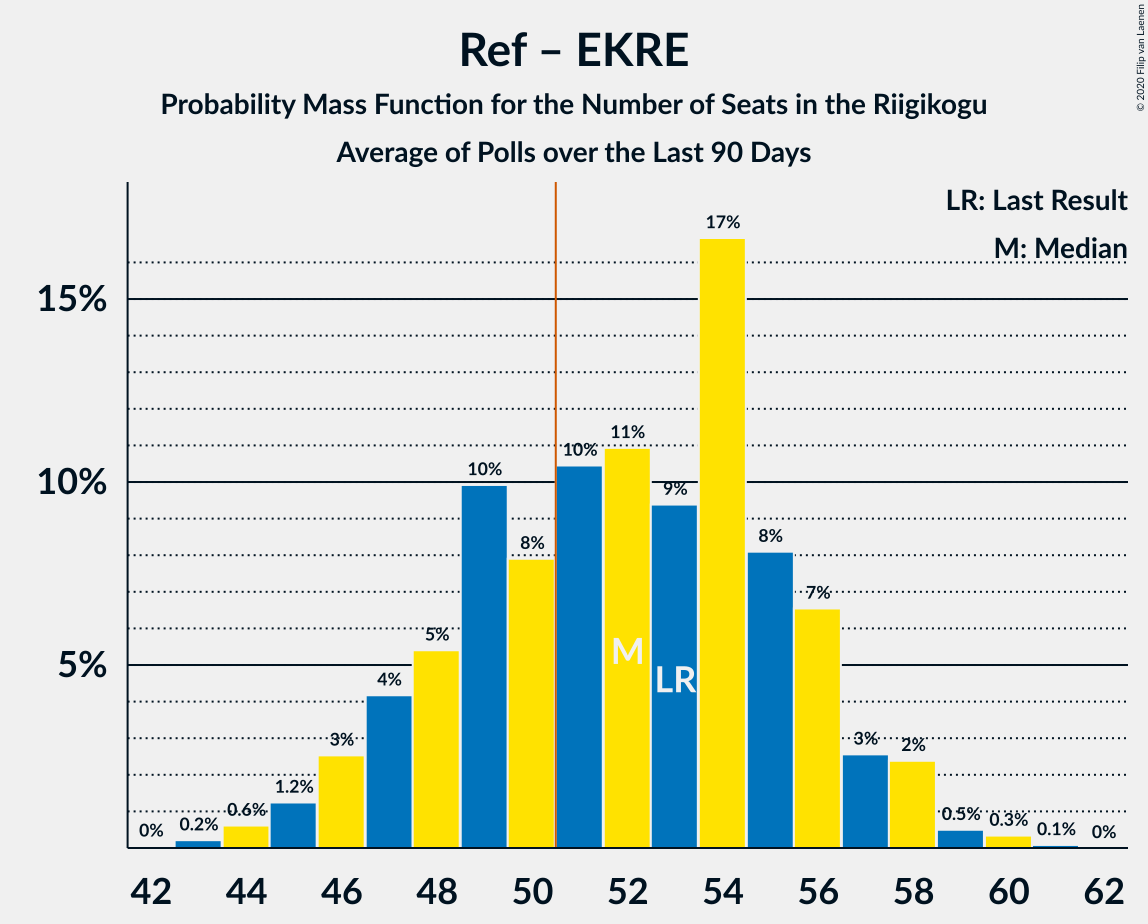 Ref – EKRE
Probability Mass Function for the Number of Seats in the Riigikogu
Average of Polls over the Last 90 Days
© 2020 Filip van Laenen
LR: Last Result
M: Median
15%
10%
5%
0%
0.2%
0.6%
1.2%
3%
4%
5%
10%
8%
10%
11%
9%
17%
8%
7%
3%
2%
0.5%
0.3%
0.1%
0%
M
LR
42 44 46 48 50 52 54 56 58 60 62